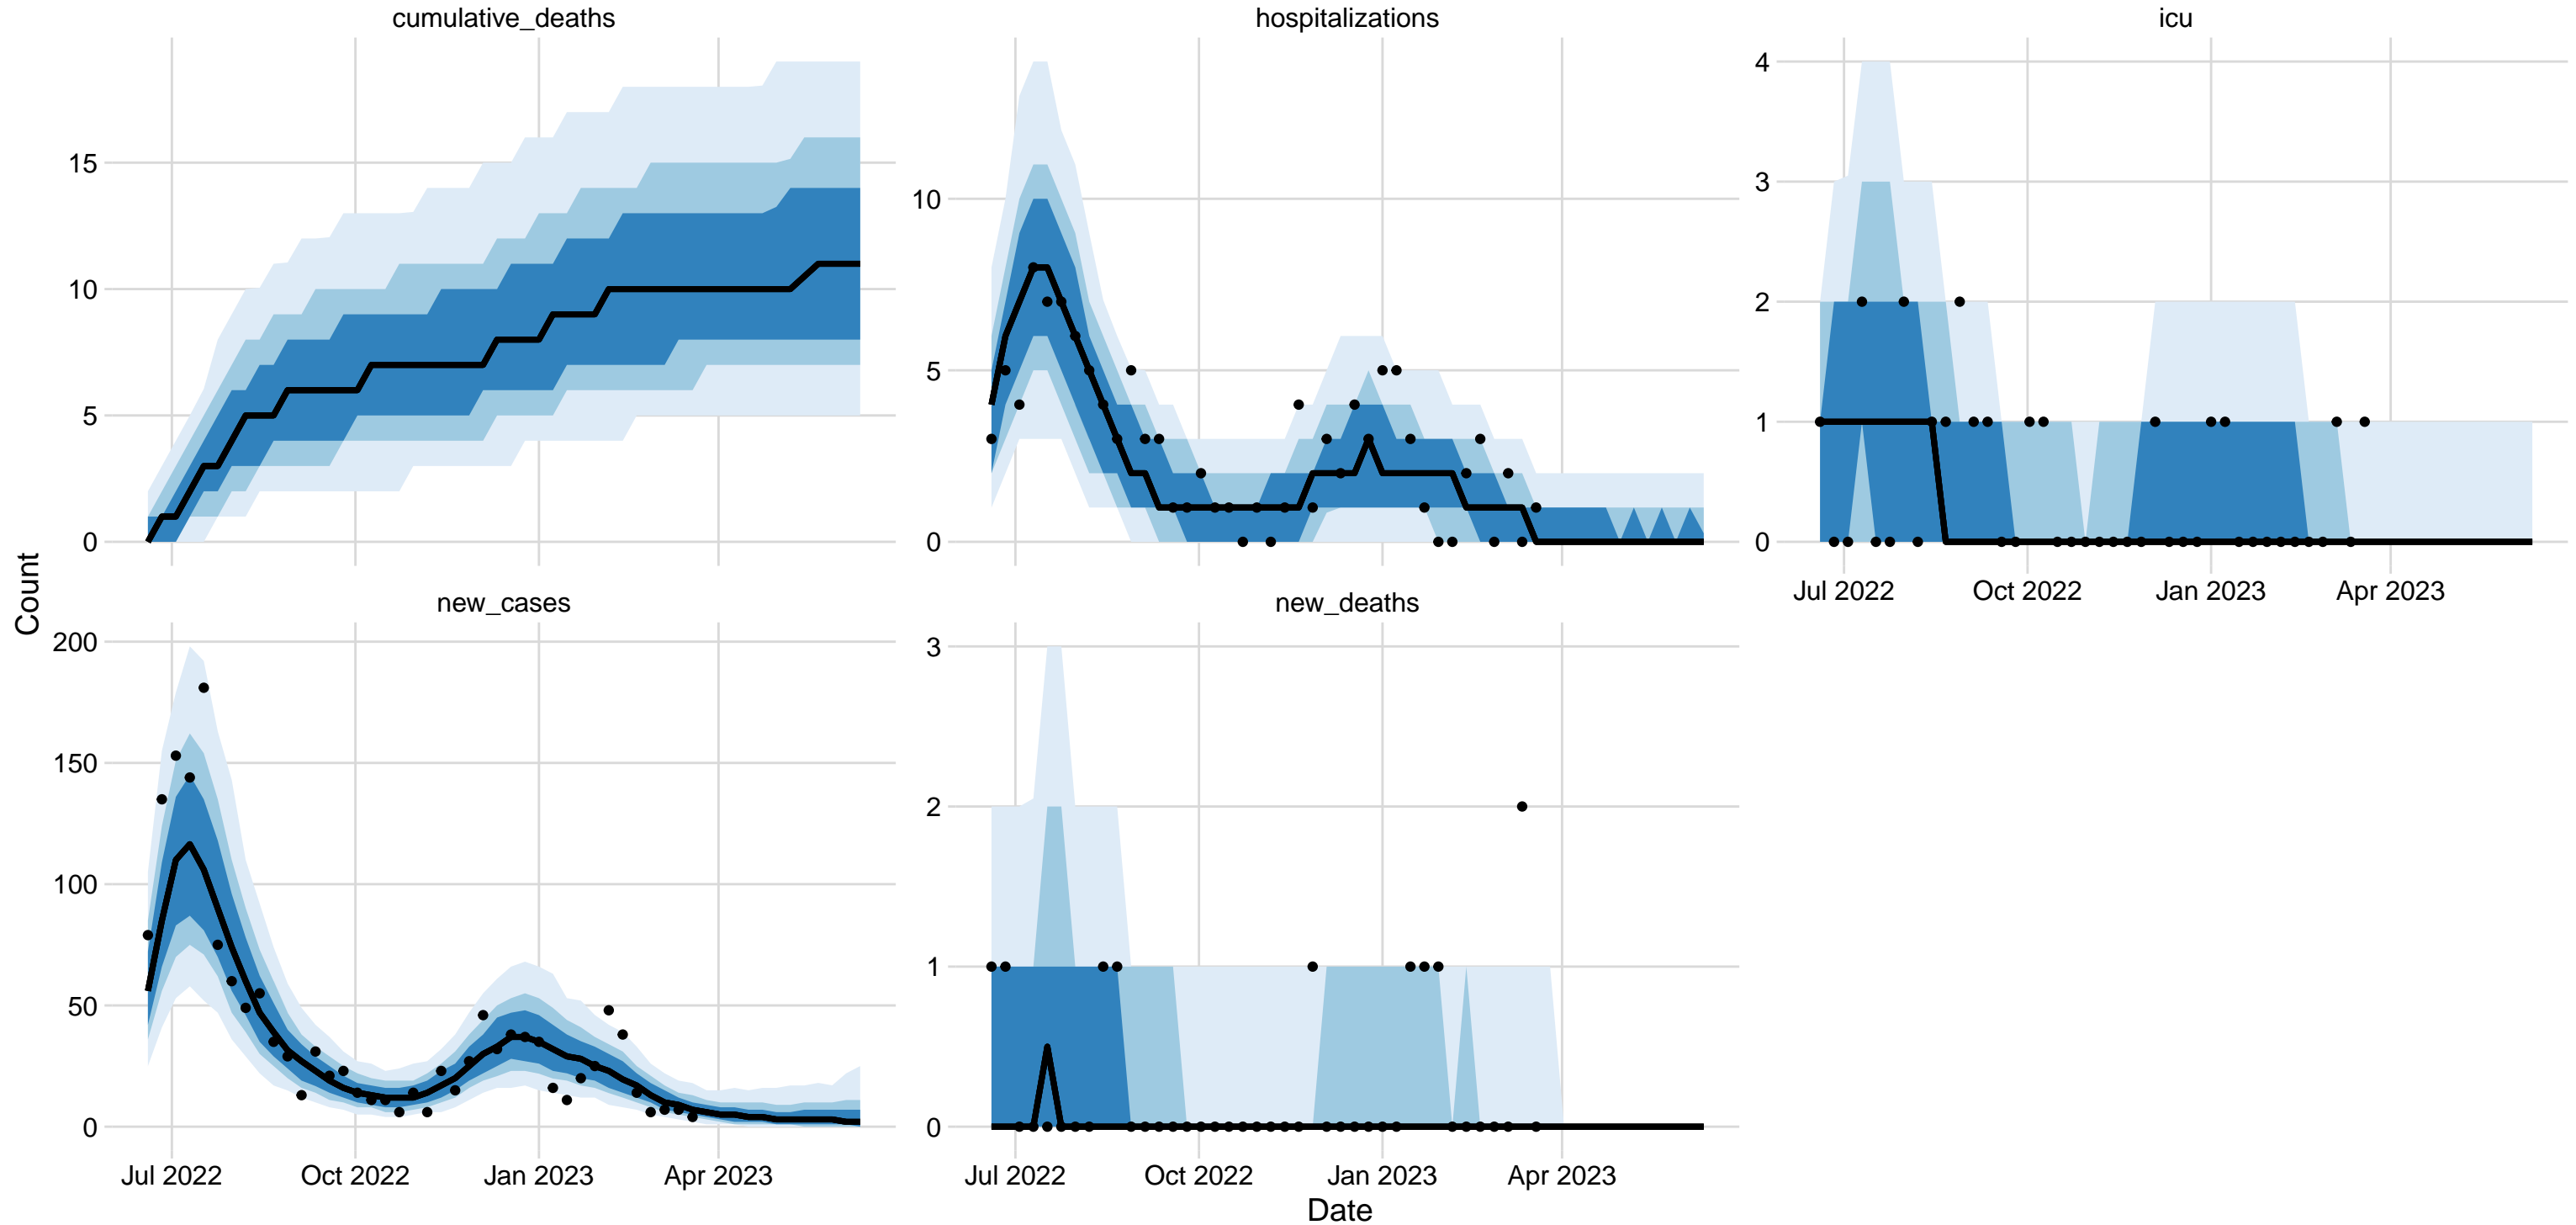 cumulative_deaths
hospitalizations
icu
15
10
5
0
10
5
0
4
3
2
1
0
Jul 2022
Oct 2022
Jan 2023
Apr 2023
Count
new_cases
new_deaths
200
150
100
50
0
3
2
1
0
Jul 2022
Oct 2022
Jan 2023
Apr 2023
Jul 2022
Oct 2022
Jan 2023
Apr 2023
Date